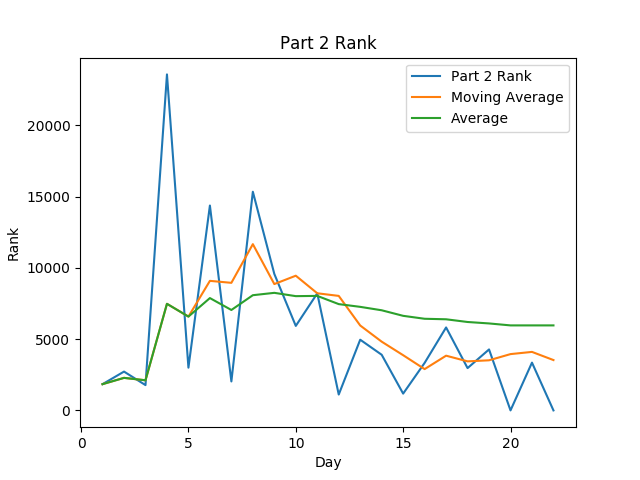 Part 2 Rank
Part 2 Rank
Moving Average
Average
20000
15000
10000
5000
0
Rank
0 5 10 15 20
Day